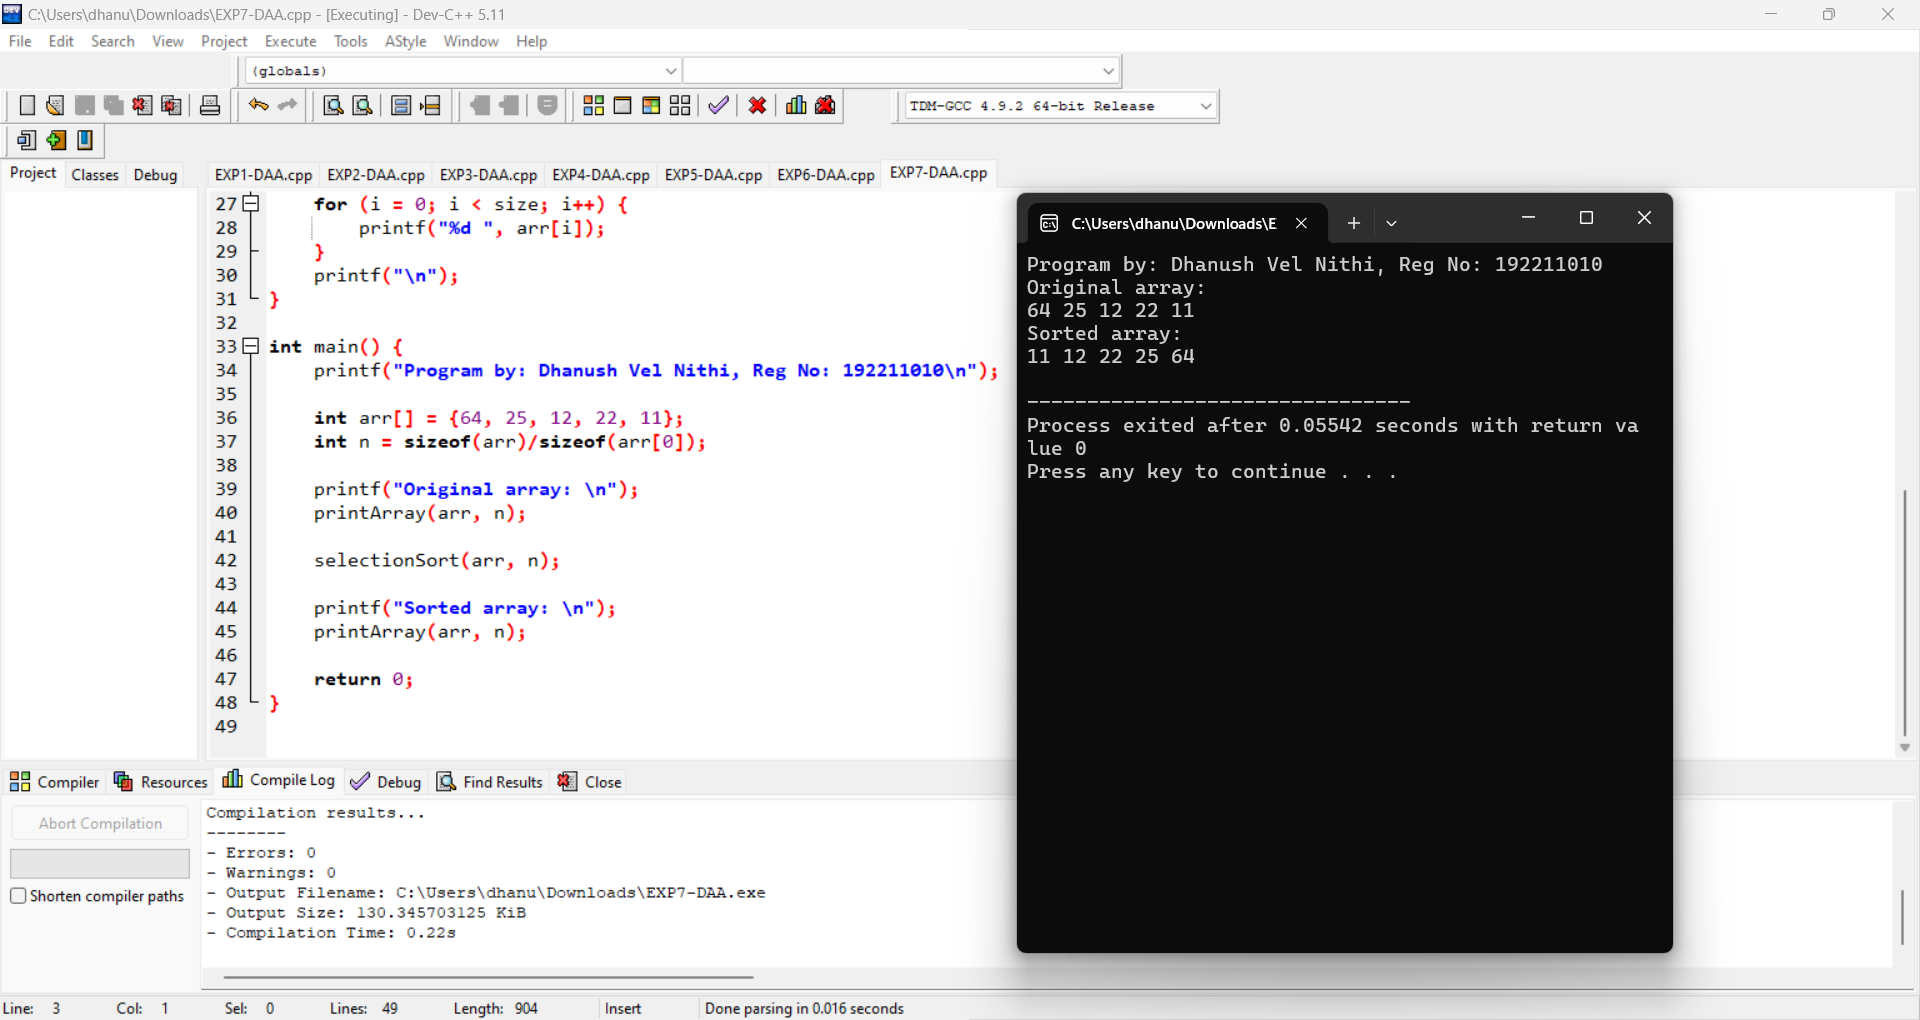 C:\Users\dhanu\Downloads\EXP7-DAA.cpp - [Executing] - Dev-C++ 5.11
File Edit Search View Project Execute Tools AStyle Window Help
(globals)
TDM-GCC 4.9.2 64-bit Release
Project Classes Debug
EXP1-DAA.cpp EXP2-DAA.cpp EXP3-DAA.cpp EXP4-DAA.cpp EXP5-DAA.cpp EXP6-DAA.cpp EXP7-DAA.cpp
27 for (i = 0; i < size; i++) {
28 printf("%d ", arr[i]);
29 }
30 printf("\n");
31 }
32
33 int main() {
34 printf("Program by: Dhanush Vel Nithi, Reg No: 192211010\n");
35
36 int arr[] = {64, 25, 12, 22, 11};
37 int n = sizeof(arr)/sizeof(arr[0]);
38
39 printf("Original array: \n");
40 printArray(arr, n);
41
42 selectionSort(arr, n);
43
44 printf("Sorted array: \n");
45 printArray(arr, n);
46
47 return 0;
48 }
49
C:\Users\dhanu\Downloads\E
Program by: Dhanush Vel Nithi, Reg No: 192211010
Original array:
64 25 12 22 11
Sorted array:
11 12 22 25 64
--------------------------------
Process exited after 0.05542 seconds with return va
lue 0
Press any key to continue . . .
Compiler Resources Compile Log Debug Find Results Close
Abort Compilation
Shorten compiler paths
Compilation results...
--------
- Errors: 0
- Warnings: 0
- Output Filename: C:\Users\dhanu\Downloads\EXP7-DAA.exe
- Output Size: 130.345703125 KiB
- Compilation Time: 0.22s
Line: 3 Col: 1 Sel: 0 Lines: 49 Length: 904 Insert Done parsing in 0.016 seconds